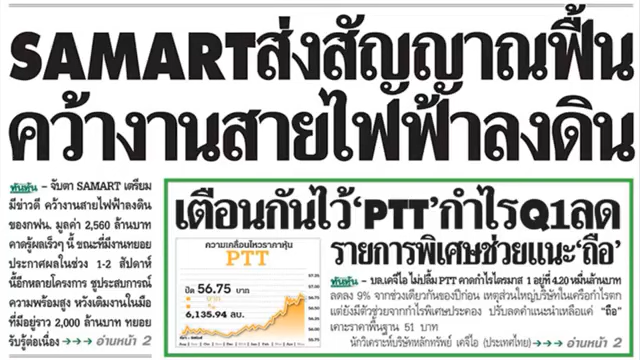 SAMARTส่งสัญญาณฟื้น
คว้างานสายไฟฟ้าลงดิน
ทันหุ้น – จับตา SAMART เตรียม
มีข่าวดี คว้างานสายไฟฟ้าลงดิน
ของกฟน. มูลค่า 2,560 ล้านบาท
คาดรู้ผลเร็วๆ นี้ ขณะที่มีงานทยอย
ประกาศผลในช่วง 1-2 สัปดาห์
นี้อีกหลายโครงการ ชูประสบการณ์
ความพร้อมสูง หวังเติมงานในมือ
ที่มีอยู่ราว 2,000 ล้านบาท ทยอย
รับรู้ต่อเนื่อง >>> อ่านหน้า 2
เตือนกันไว้‘PTT’กำไรQ1ลด
รายการพิเศษช่วยแนะ‘ถือ’
ความเคลื่อนไหวราคาหุ้น
PTT
ปิด 56.75 บาท
6,135.94 ลบ.
ทันหุ้น – บล.เคจีไอ ไม่ปลื้ม PTT คาดกำไรไตรมาส 1 อยู่ที่ 4.20 หมื่นล้านบาท
ลดลง 9% จากช่วงเดียวกันของปีก่อน เหตุส่วนใหญ่บริษัทในเครือกำไรตก
แต่ยังมีตัวช่วยจากกำไรพิเศษประคอง ปรับลดคำแนะนำเหลือแค่ “ถือ”
เคาะราคาพื้นฐาน 51 บาท
นักวิเคราะห์บริษัทหลักทรัพย์ เคจีไอ (ประเทศไทย) >>> อ่านหน้า 2